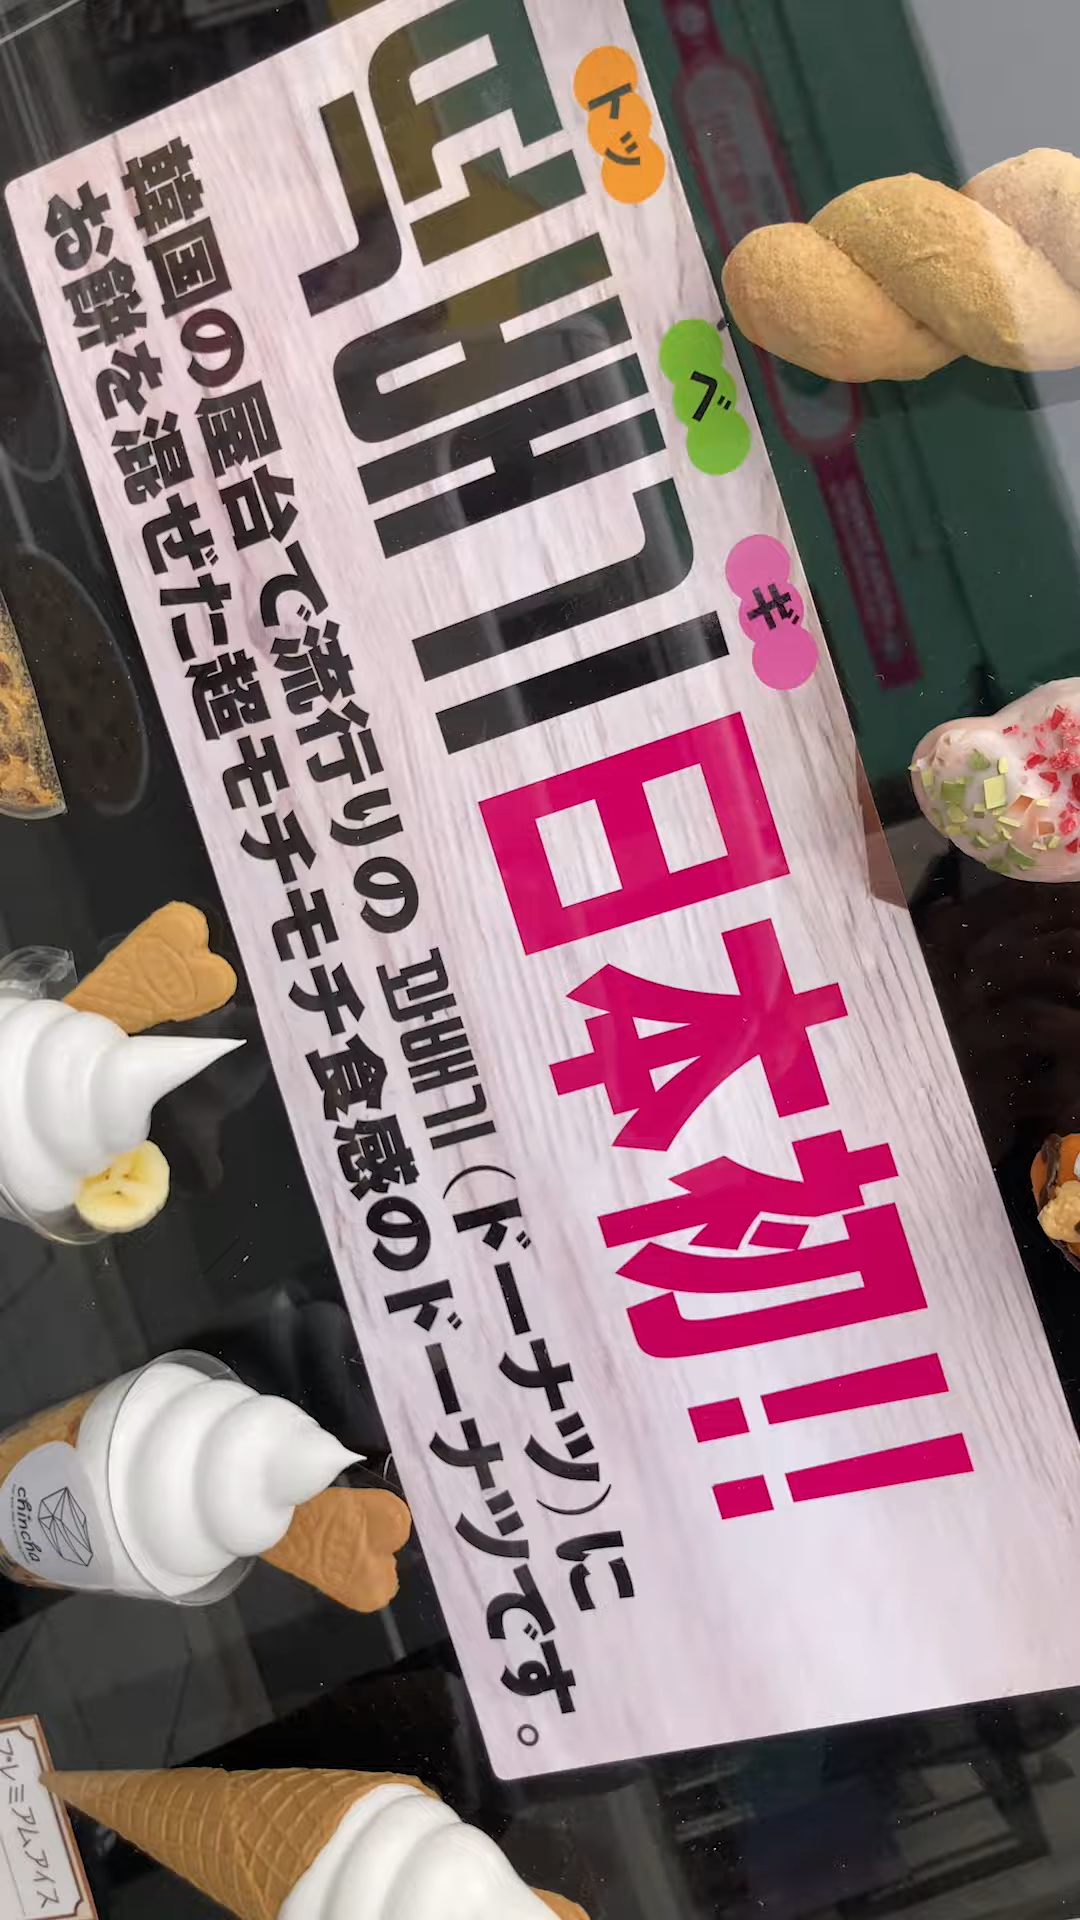 トッ ベ ギ
떡배기日本初!!
韓国の屋台で流行りの 꽈배기(ドーナツ)に
お餅を混ぜた超モチモチ食感のドーナツです。
chincha
プレミアムアイス